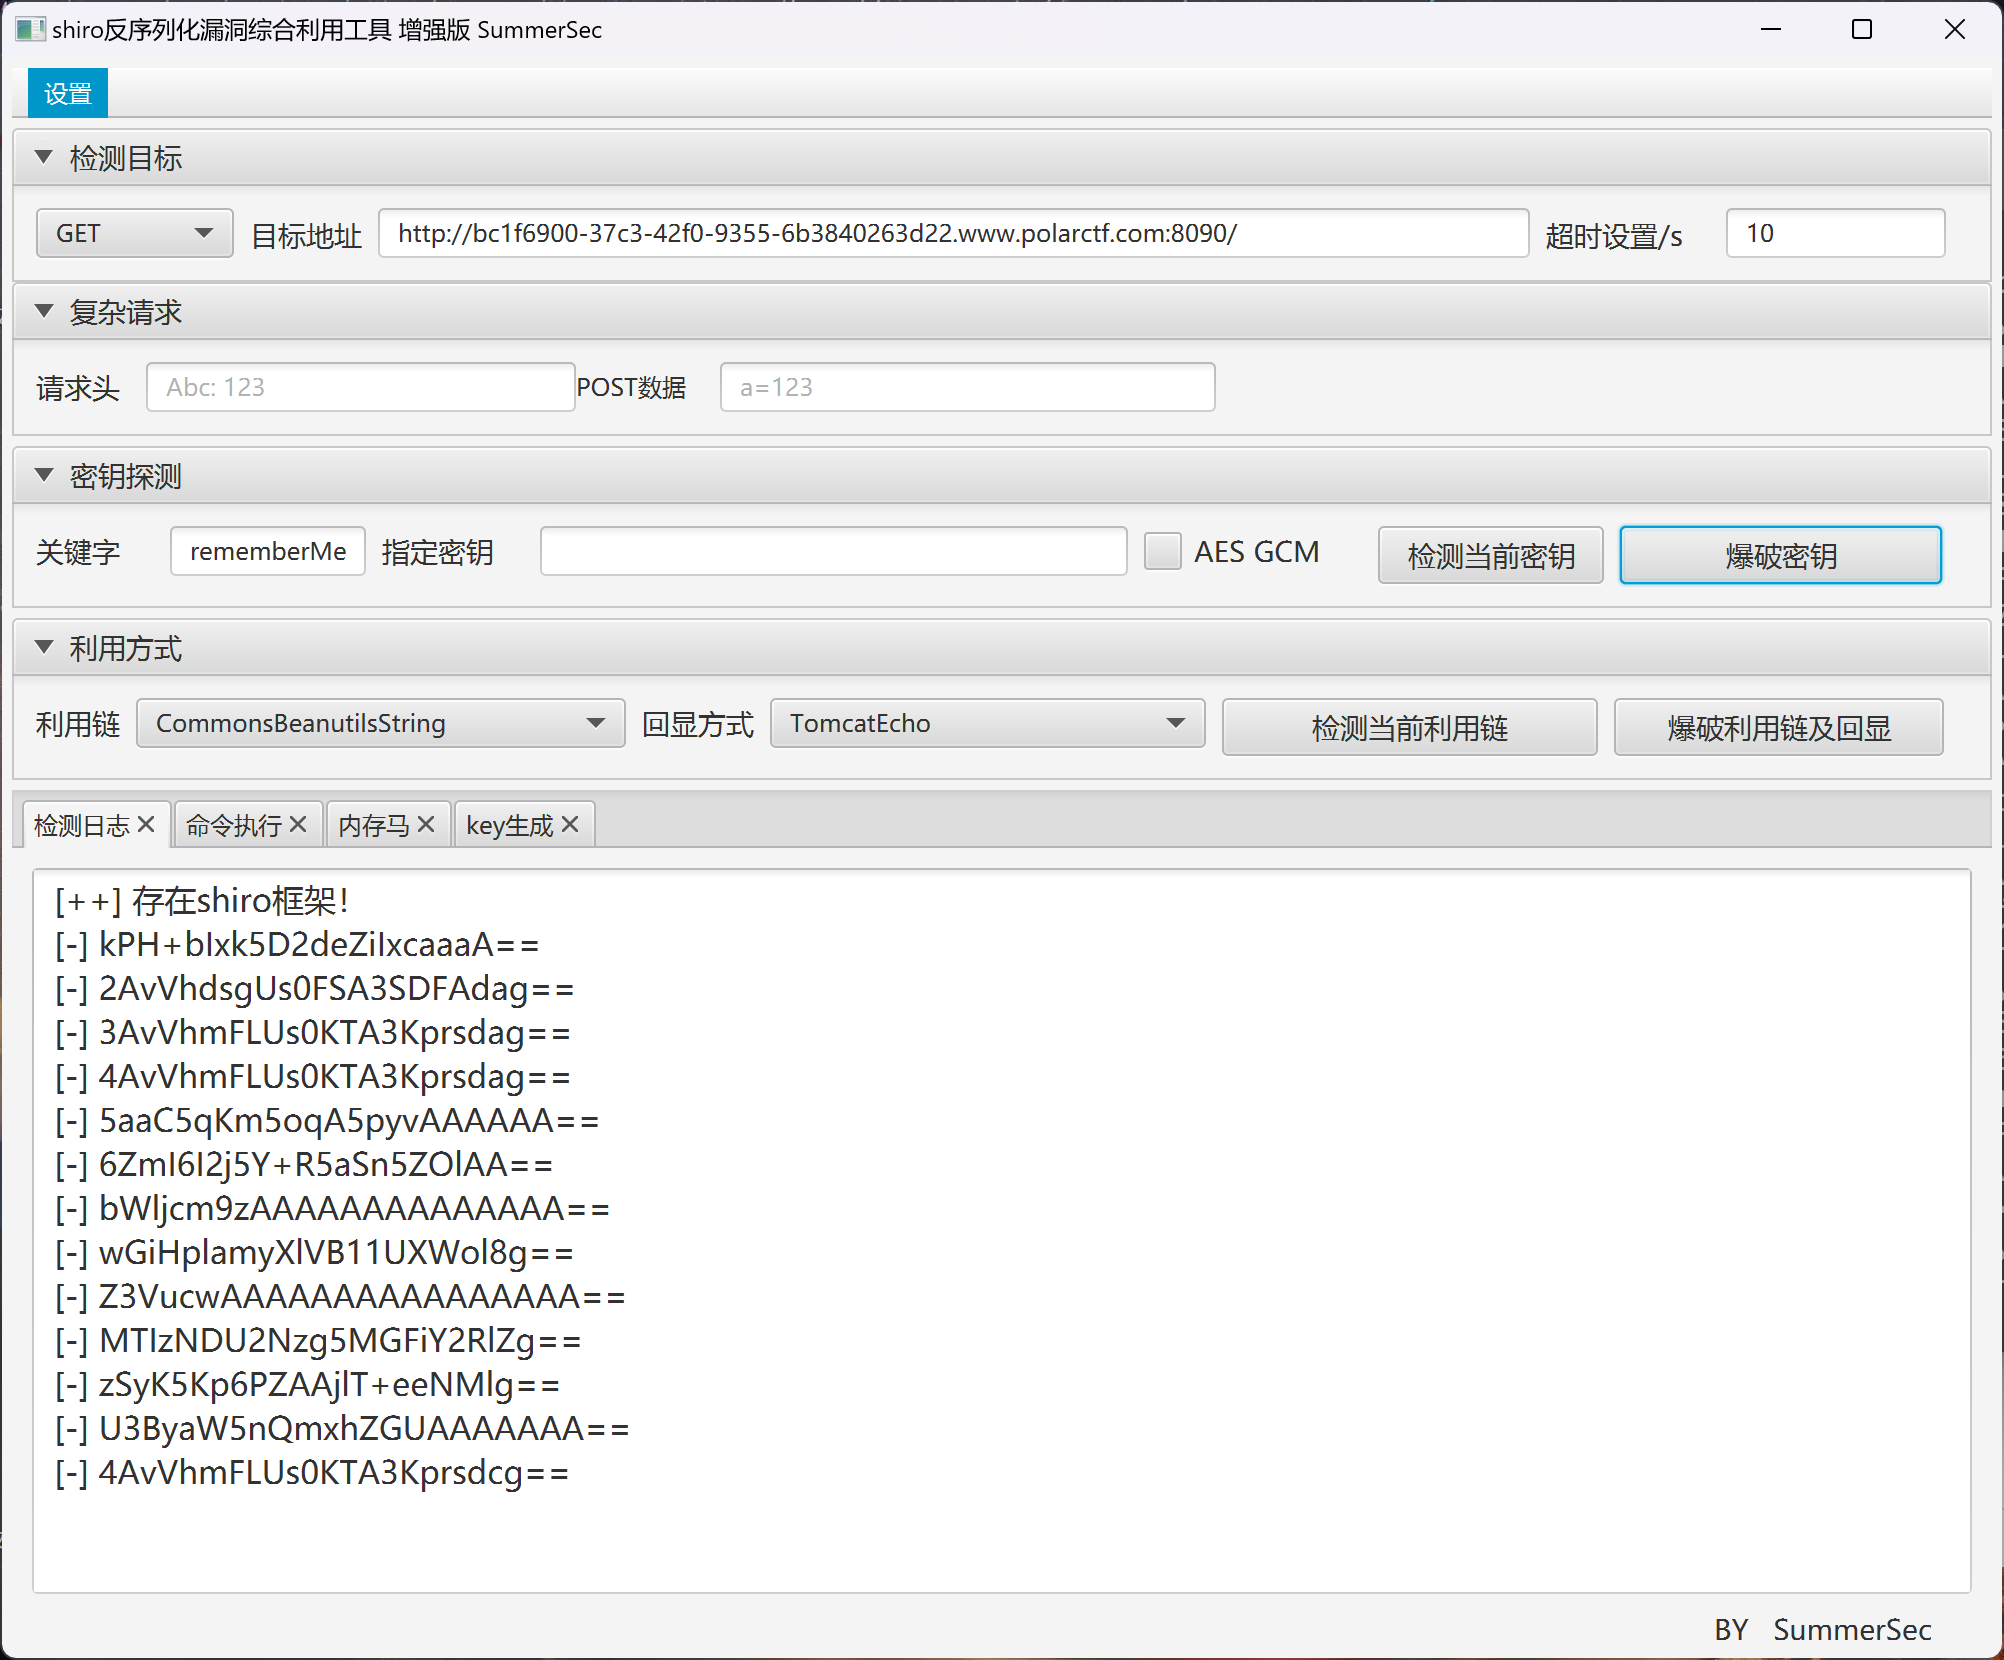 shiro反序列化漏洞综合利用工具 增强版 SummerSec
设置
检测目标
GET 目标地址 http://bc1f6900-37c3-42f0-9355-6b3840263d22.www.polarctf.com:8090/ 超时设置/s 10
复杂请求
请求头 Abc: 123 POST数据 a=123
密钥探测
关键字 rememberMe 指定密钥 AES GCM 检测当前密钥 爆破密钥
利用方式
利用链 CommonsBeanutilsString 回显方式 TomcatEcho 检测当前利用链 爆破利用链及回显
检测日志 命令执行 内存马 key生成
[++] 存在shiro框架!
[-] kPH+bIxk5D2deZiIxcaaaA==
[-] 2AvVhdsgUs0FSA3SDFAdag==
[-] 3AvVhmFLUs0KTA3Kprsdag==
[-] 4AvVhmFLUs0KTA3Kprsdag==
[-] 5aaC5qKm5oqA5pyvAAAAAA==
[-] 6ZmI6I2j5Y+R5aSn5ZOlAA==
[-] bWljcm9zAAAAAAAAAAAAAA==
[-] wGiHplamyXlVB11UXWol8g==
[-] Z3VucwAAAAAAAAAAAAAAAA==
[-] MTIzNDU2Nzg5MGFiY2RlZg==
[-] zSyK5Kp6PZAAjlT+eeNMlg==
[-] U3ByaW5nQmxhZGUAAAAAAA==
[-] 4AvVhmFLUs0KTA3Kprsdcg==
BY SummerSec